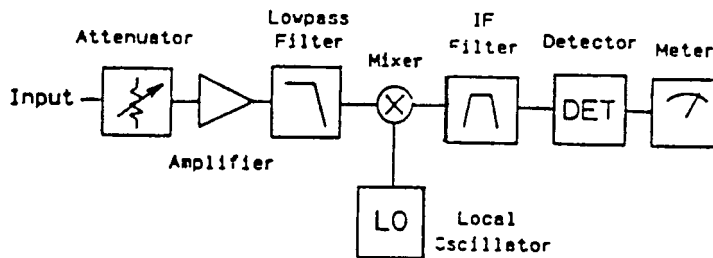 Attenuator
Lowpass
Filter
Mixer
IF
Filter
Detector
Meter
Input
DET
Amplifier
LO
Local
Oscillator